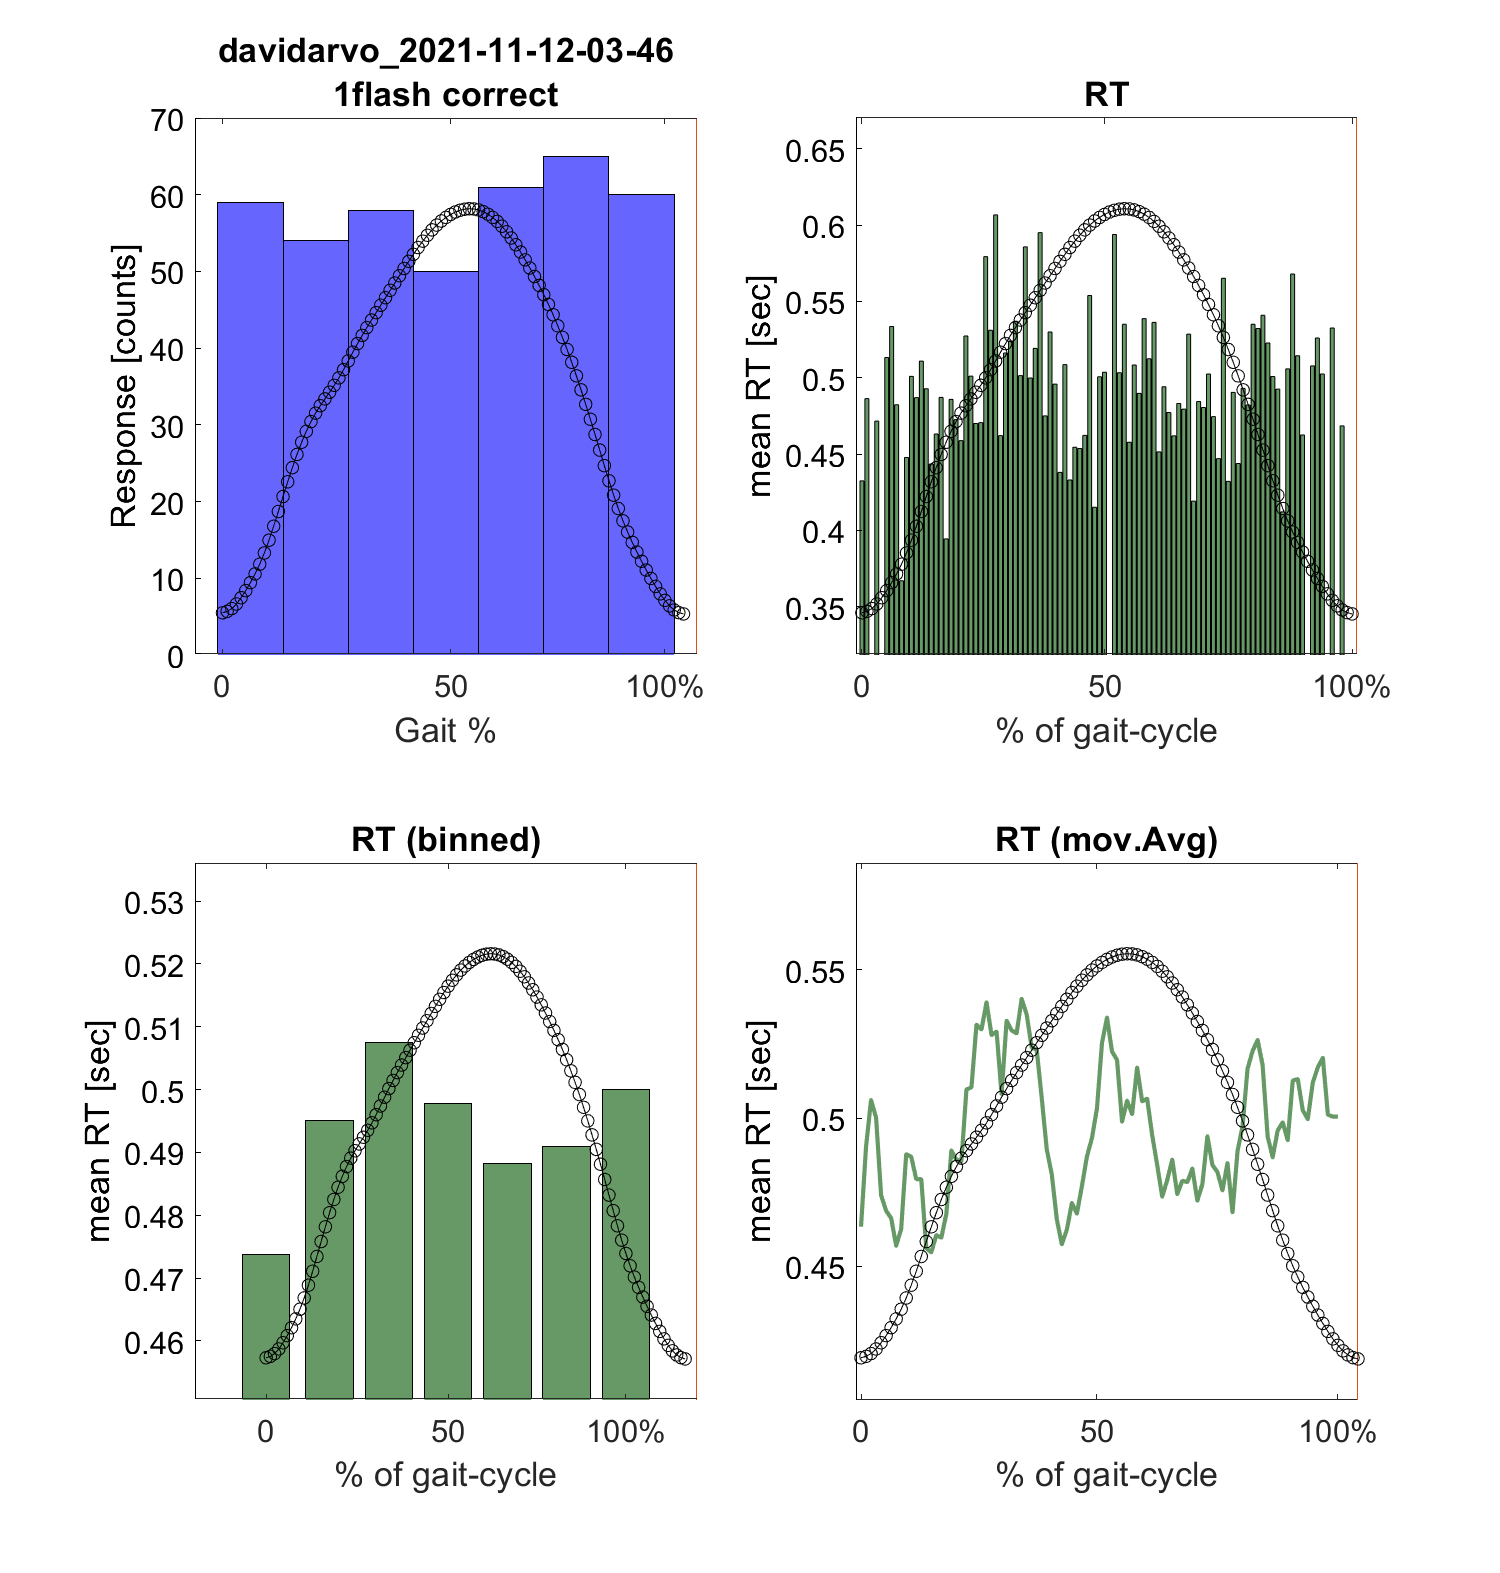 davidarvo_2021-11-12-03-46
1flash correct
70
60
50
40
30
20
10
0
Response [counts]
0 50 100%
Gait %
RT
0.65
0.6
0.55
0.5
0.45
0.4
0.35
mean RT [sec]
0 50 100%
% of gait-cycle
RT (binned)
0.53
0.52
0.51
0.5
0.49
0.48
0.47
0.46
mean RT [sec]
0 50 100%
% of gait-cycle
RT (mov.Avg)
0.55
0.5
0.45
mean RT [sec]
0 50 100%
% of gait-cycle